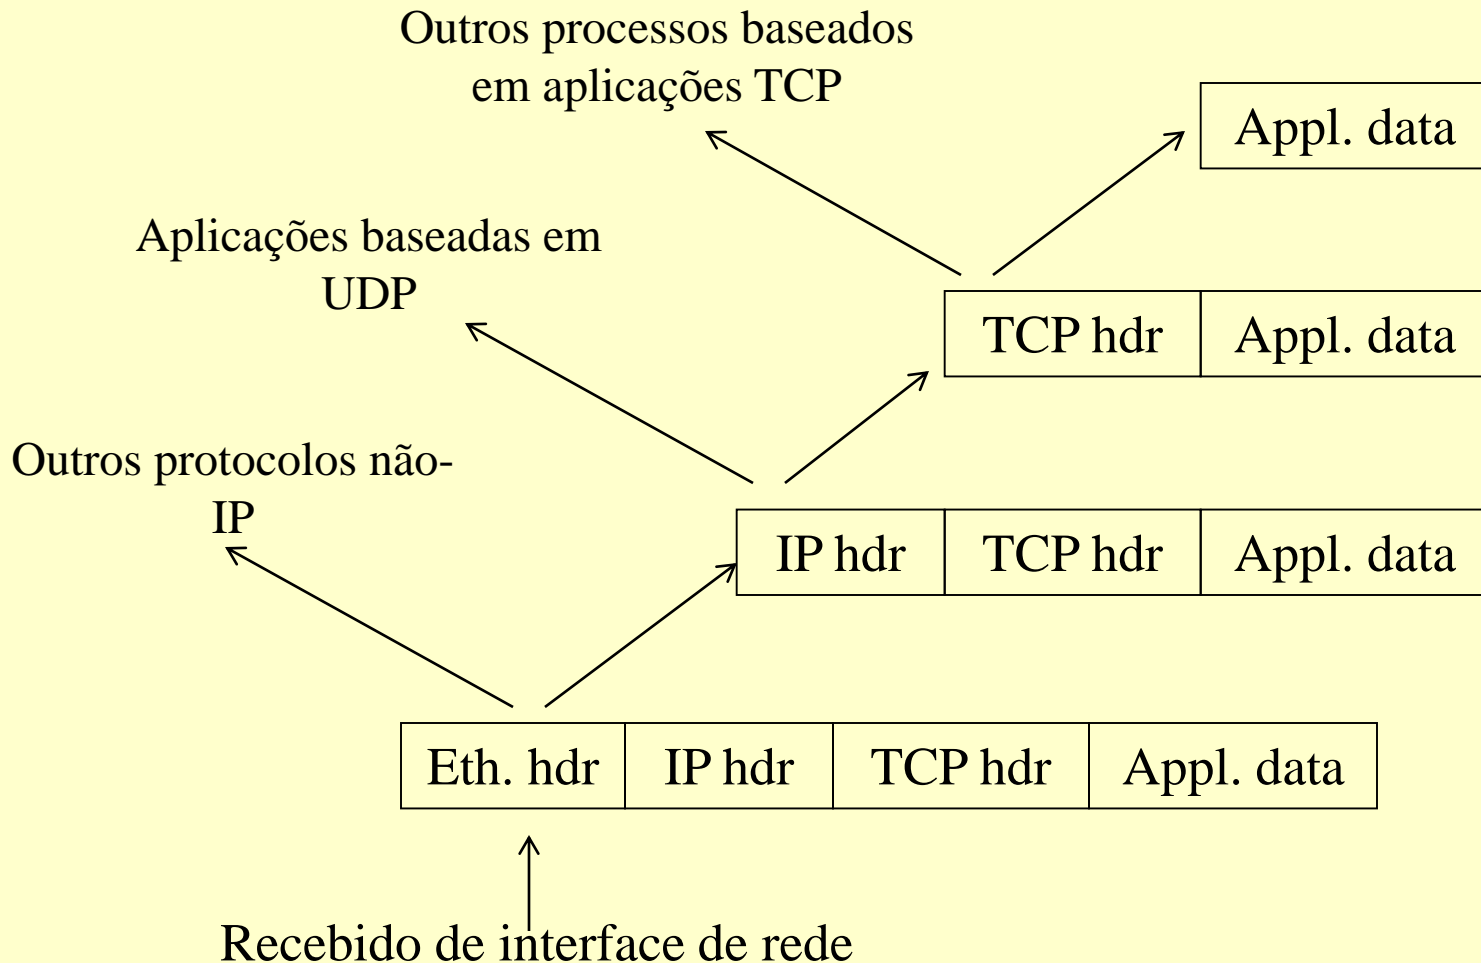 Outros processos baseados
em aplicações TCP
Appl. data
Aplicações baseadas em
UDP
TCP hdr Appl. data
Outros protocolos não-
IP
IP hdr TCP hdr Appl. data
Eth. hdr IP hdr TCP hdr Appl. data
Recebido de interface de rede